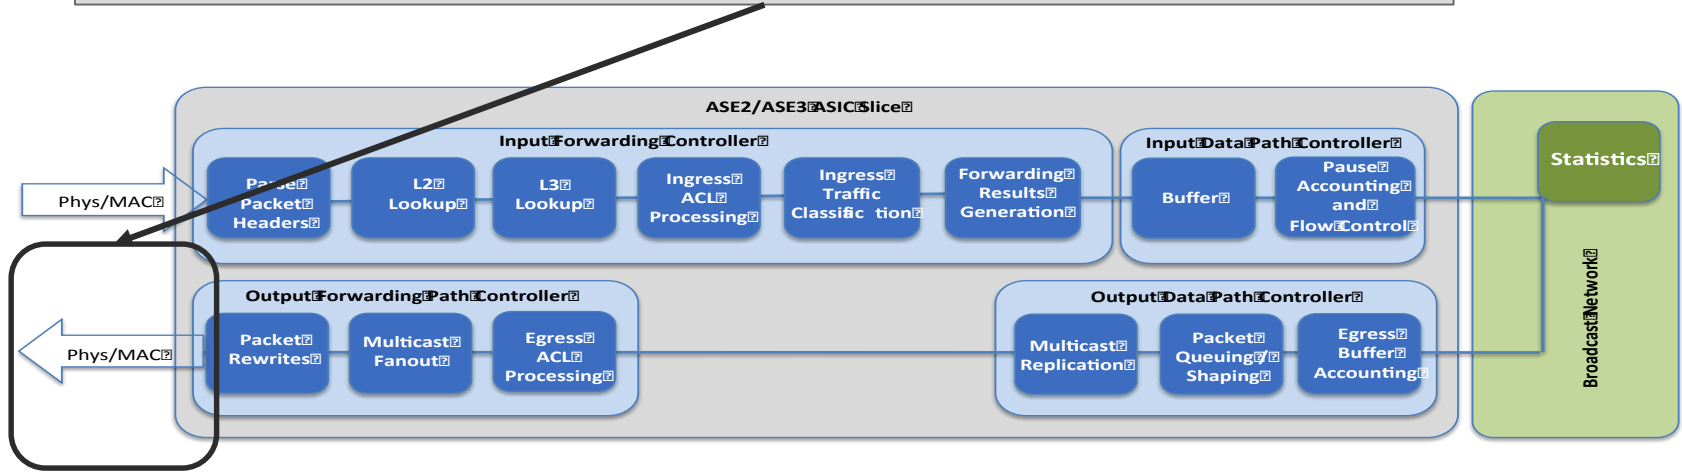 ASE2/ASE3 ASIC Slice
Input Forwarding Controller
Input Data Path Controller
Phys/MAC
Parse
Packet
Headers
L2
Lookup
L3
Lookup
Ingress
ACL
Processing
Ingress
Traffic
Classific tion
Forwarding
Results
Generation
Buffer
Pause
Accounting
and
Flow Control
Statistics
Broadcast Network
Output Forwarding Path Controller
Output Data Path Controller
Phys/MAC
Packet
Rewrites
Multicast
Fanout
Egress
ACL
Processing
Multicast
Replication
Packet
Queuing /
Shaping
Egress
Buffer
Accounting